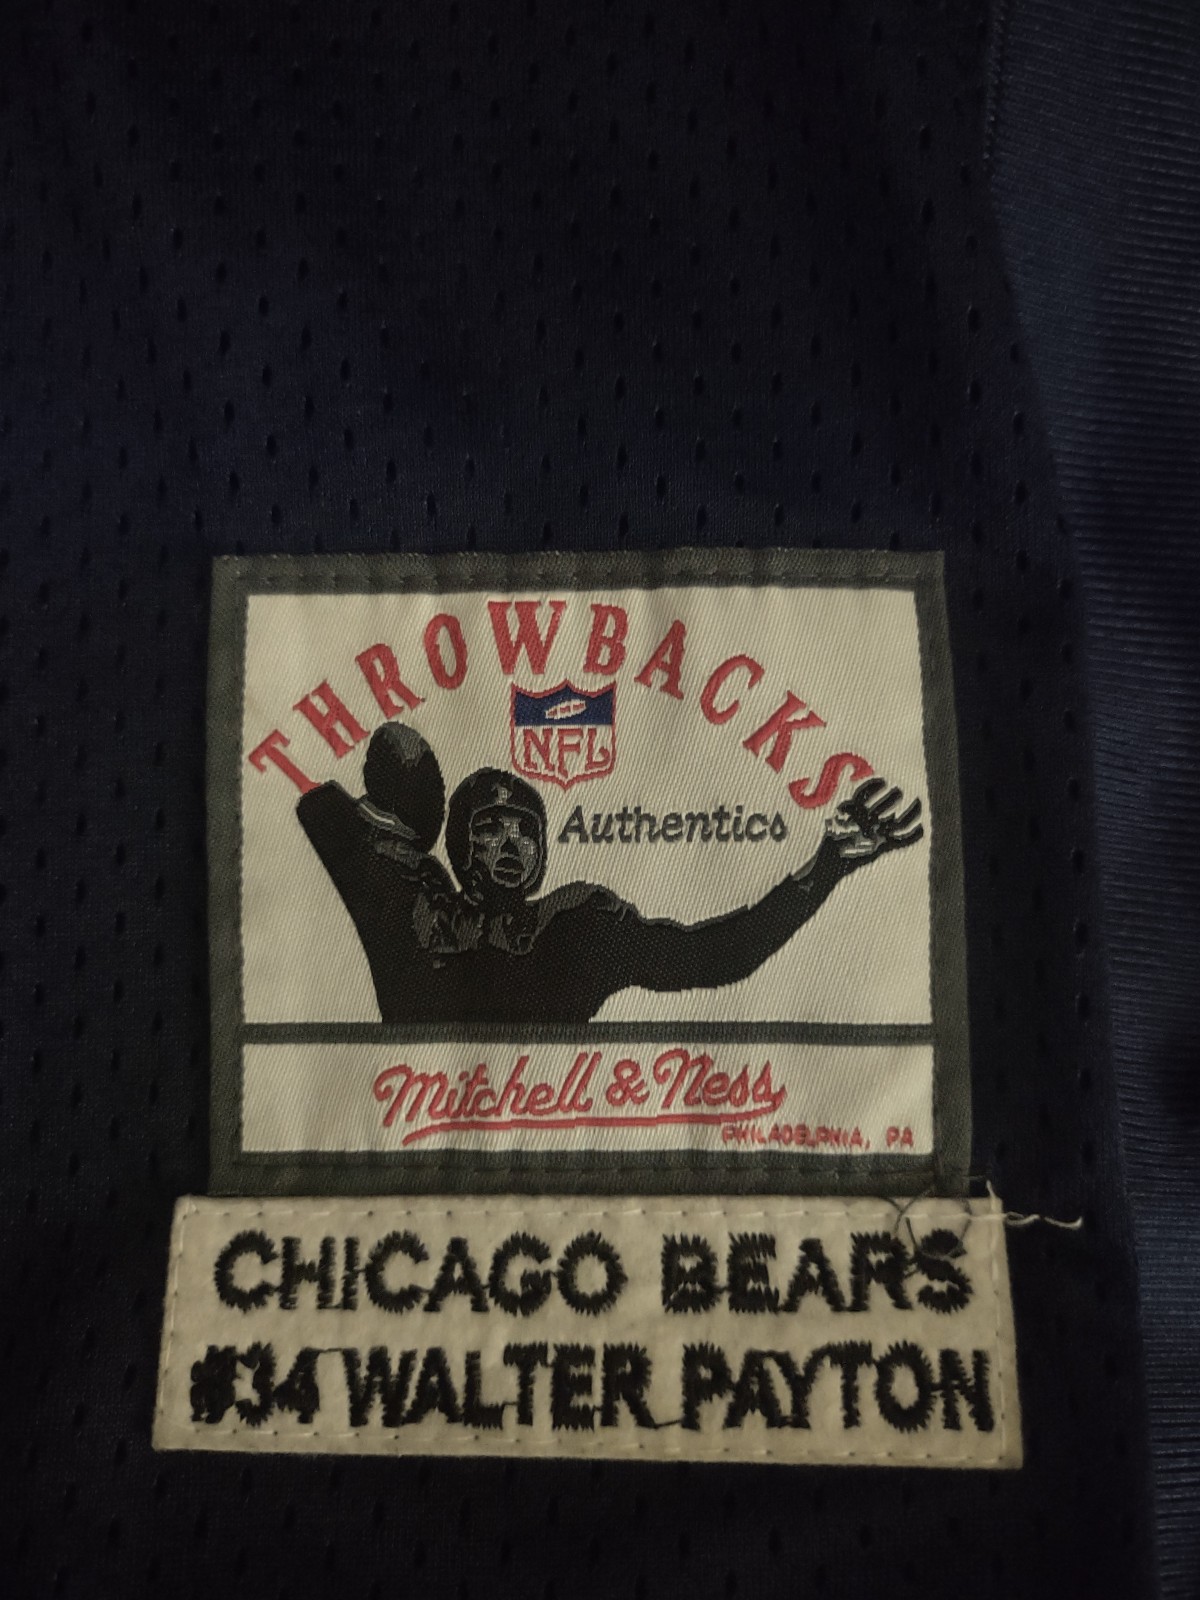 THROWBACKS
NFL
Authentics
Mitchell & Ness
PHILADELPHIA, PA
CHICAGO BEARS
#34 WALTER PAYTON